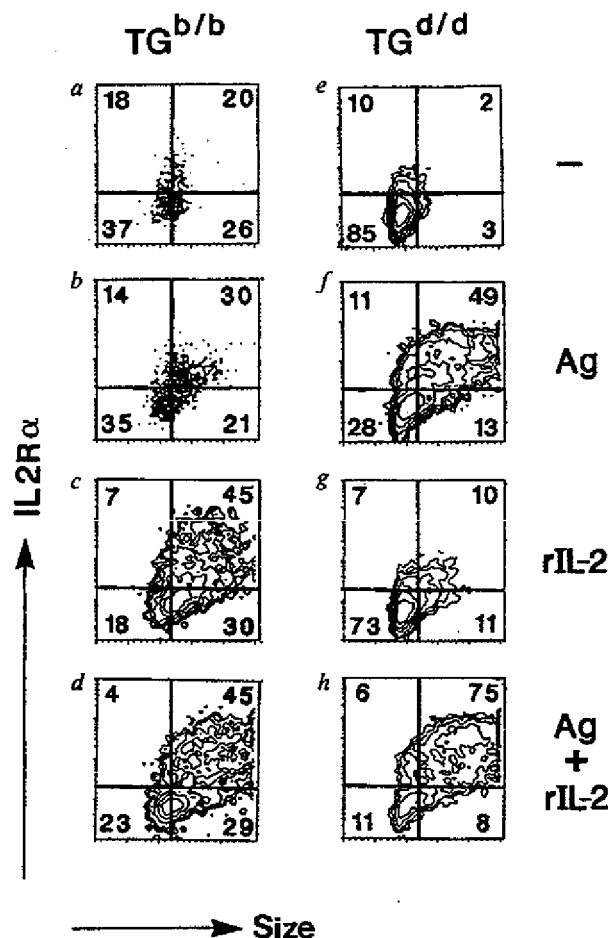 TG^b/b TG^d/d
a 18 20 37 26
e 10 2 85 3
–
b 14 30 35 21
f 11 49 28 13
Ag
c 7 45 18 30
g 7 10 73 11
rIL-2
d 4 45 23 29
h 6 75 11 8
Ag
+
rIL-2
IL2Rα
Size